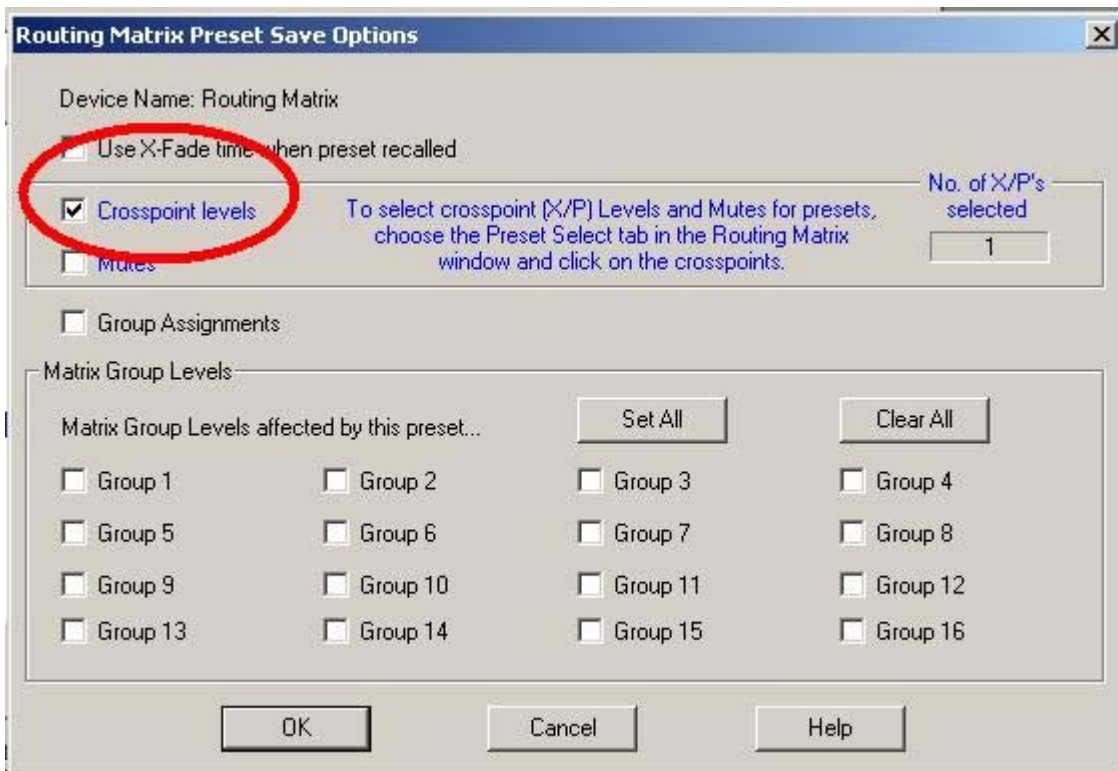 Routing Matrix Preset Save Options
Device Name: Routing Matrix
Use X-Fade time when preset recalled
No. of X/P's
selected
1
Crosspoint levels
To select crosspoint (X/P) Levels and Mutes for presets,
choose the Preset Select tab in the Routing Matrix
window and click on the crosspoints.
Mutes
Group Assignments
Matrix Group Levels
Matrix Group Levels affected by this preset...
Set All
Clear All
Group 1
Group 2
Group 3
Group 4
Group 5
Group 6
Group 7
Group 8
Group 9
Group 10
Group 11
Group 12
Group 13
Group 14
Group 15
Group 16
OK
Cancel
Help